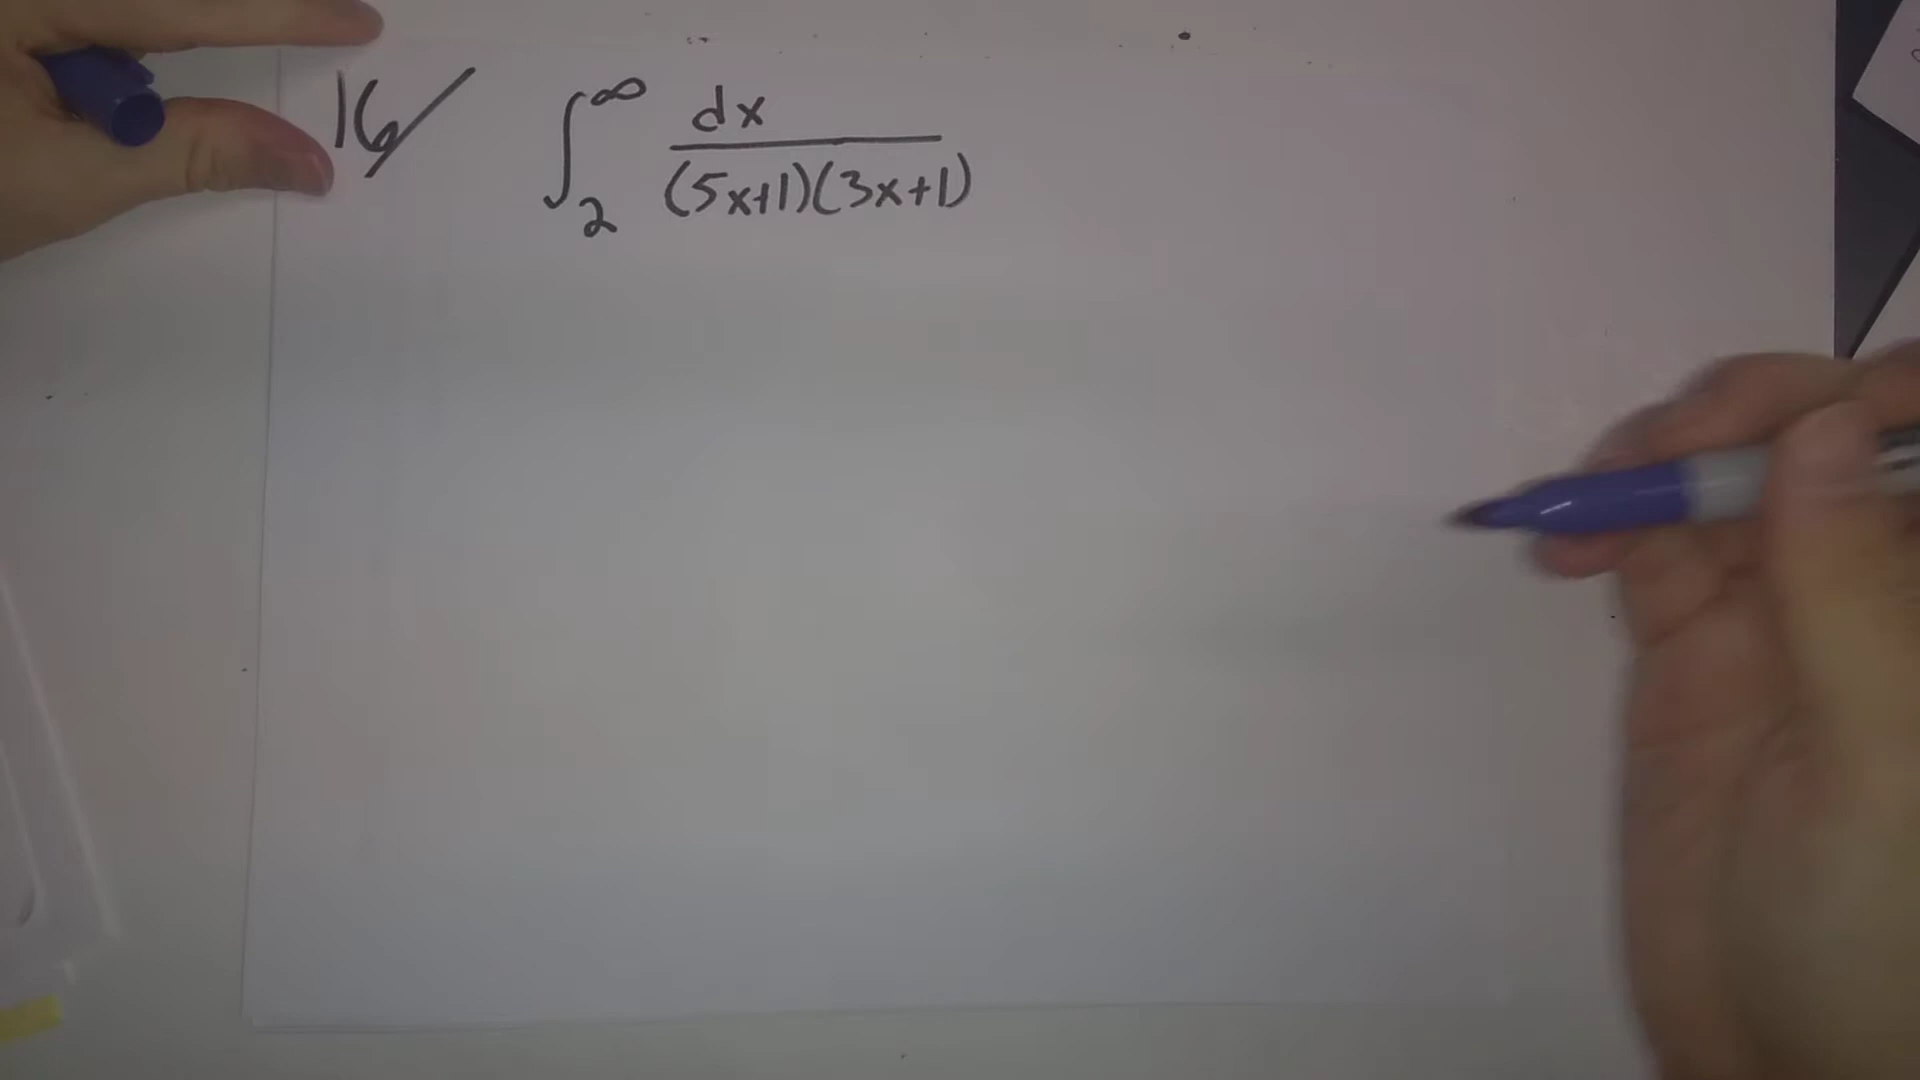 16/ ∫₂^∞ dx / (5x+1)(3x+1)